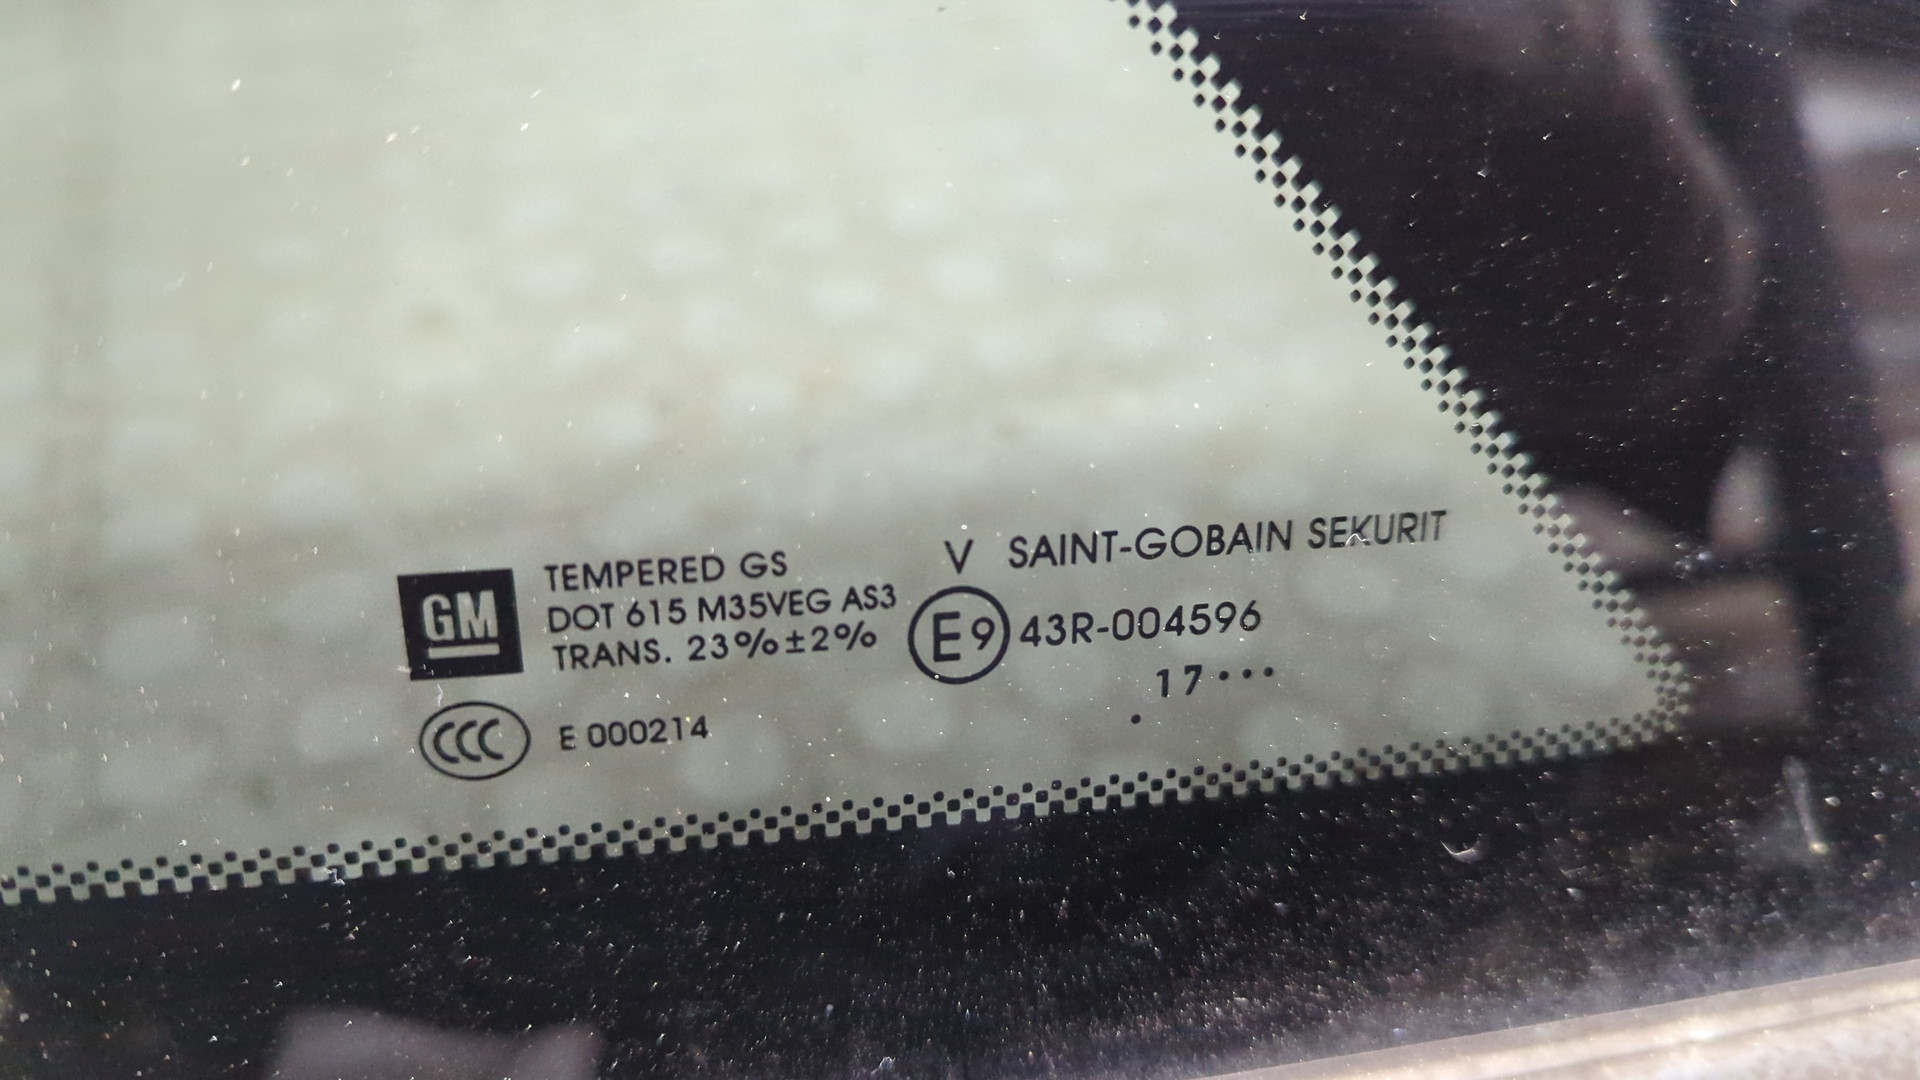 GM
TEMPERED GS
DOT 615 M35VEG AS3
TRANS. 23%±2%
CCC
E 000214
V SAINT-GOBAIN SEKURIT
E9 43R-004596
. 17...